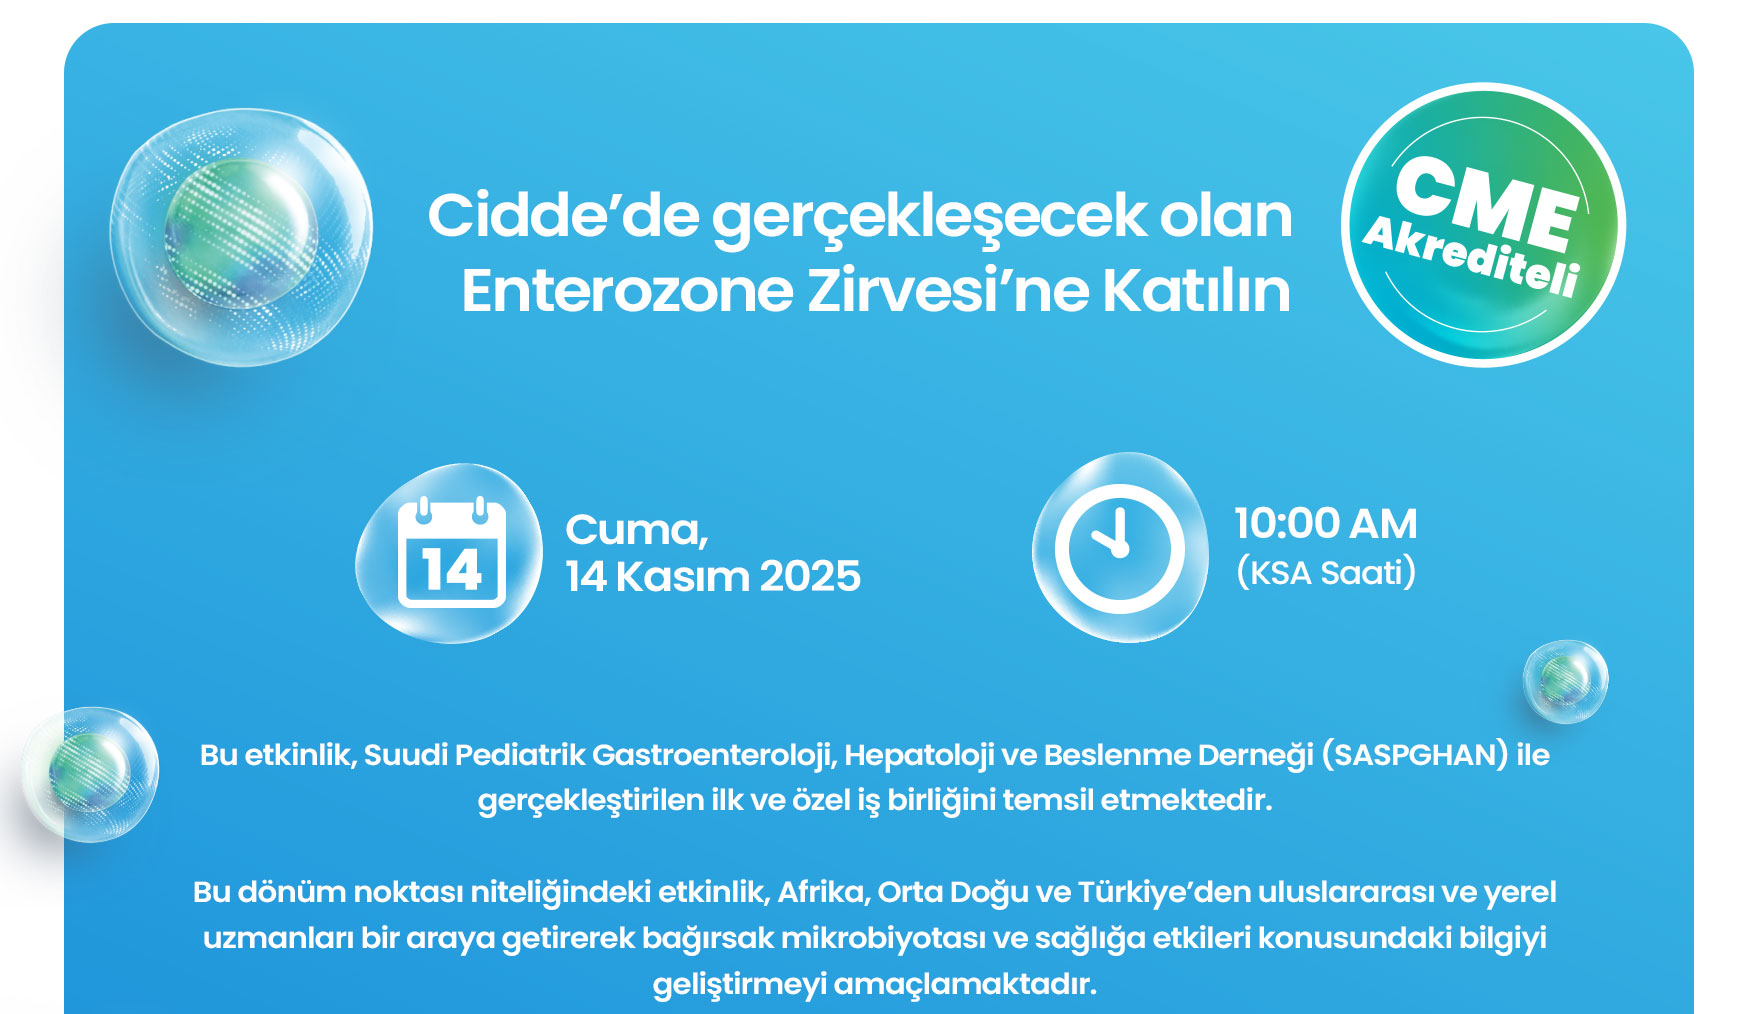 Cidde’de gerçekleşecek olan
Enterozone Zirvesi’ne Katılın
CME
Akrediteli
14
Cuma,
14 Kasım 2025
10:00 AM
(KSA Saati)
Bu etkinlik, Suudi Pediatrik Gastroenteroloji, Hepatoloji ve Beslenme Derneği (SASPGHAN) ile
gerçekleştirilen ilk ve özel iş birliğini temsil etmektedir.
Bu dönüm noktası niteliğindeki etkinlik, Afrika, Orta Doğu ve Türkiye’den uluslararası ve yerel
uzmanları bir araya getirerek bağırsak mikrobiyotası ve sağlığa etkileri konusundaki bilgiyi
geliştirmeyi amaçlamaktadır.